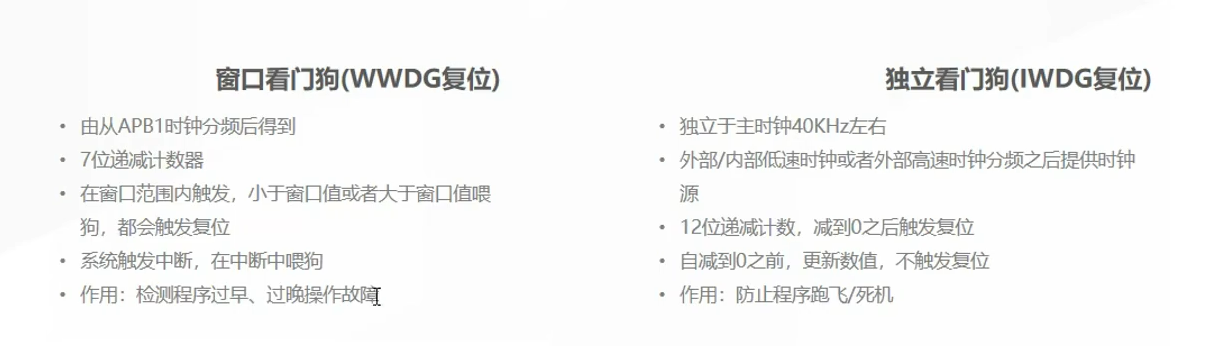 窗口看门狗(WWDG复位)
• 由从APB1时钟分频后得到
• 7位递减计数器
• 在窗口范围内触发，小于窗口值或者大于窗口值喂
狗，都会触发复位
• 系统触发中断，在中断中喂狗
• 作用：检测程序过早、过晚操作故障
独立看门狗(IWDG复位)
• 独立于主时钟40KHz左右
• 外部/内部低速时钟或者外部高速时钟分频之后提供时钟
源
• 12位递减计数，减到0之后触发复位
• 自减到0之前，更新数值，不触发复位
• 作用：防止程序跑飞/死机